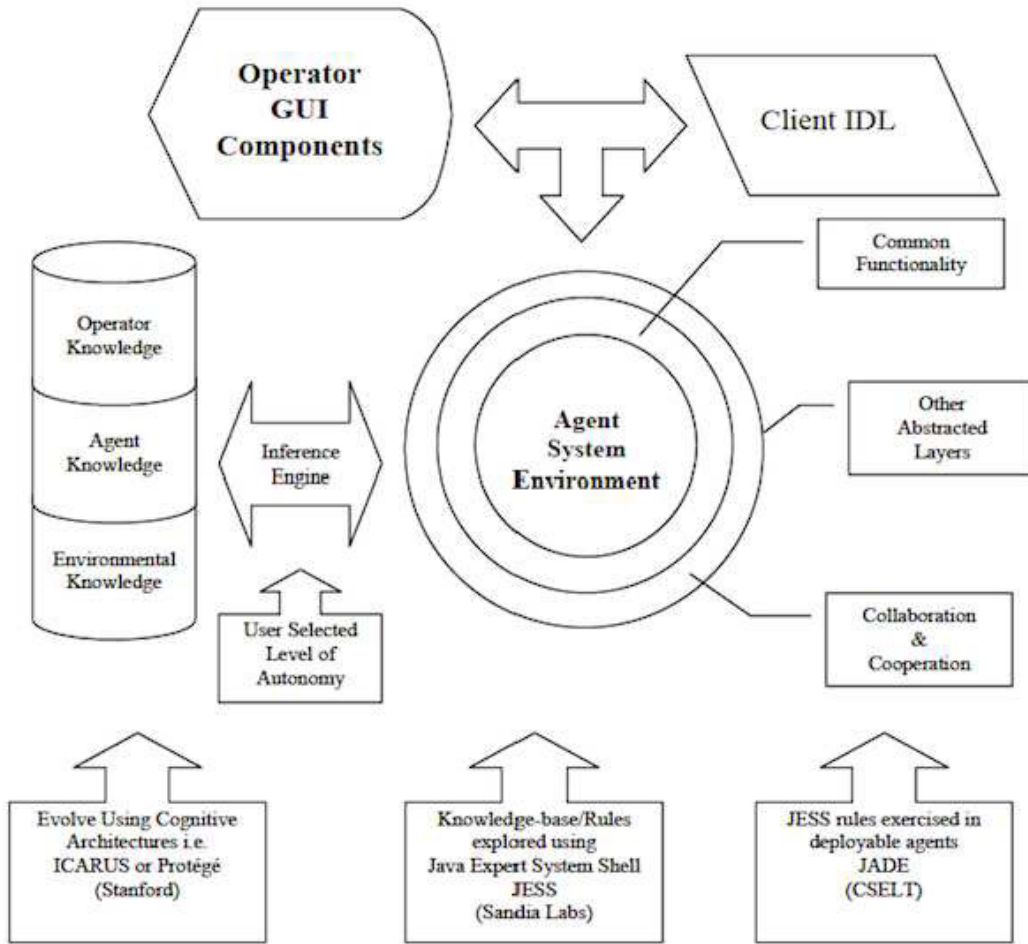 Operator
GUI
Components
Client IDL
Common
Functionality
Operator
Knowledge
Agent
Knowledge
Environmental
Knowledge
Inference
Engine
Agent
System
Environment
Other
Abstracted
Layers
User Selected
Level of
Autonomy
Collaboration
&
Cooperation
Evolve Using Cognitive
Architectures i.e.
ICARUS or Protégé
(Stanford)
Knowledge-base/Rules
explored using
Java Expert System Shell
JESS
(Sandia Labs)
JESS rules exercised in
deployable agents
JADE
(CSELT)